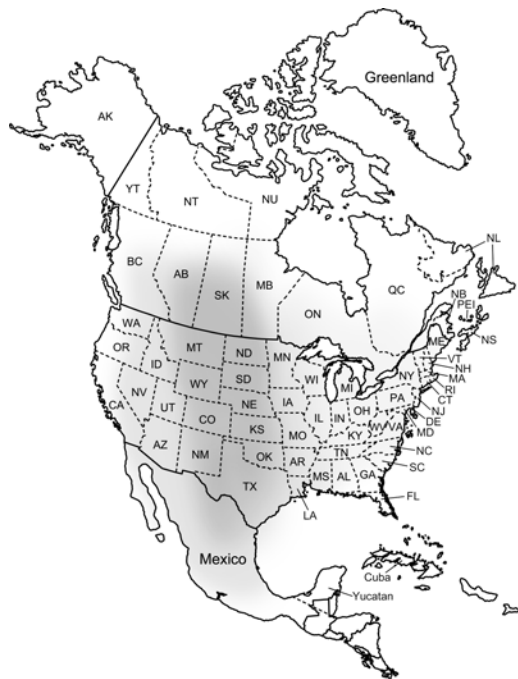 Greenland
AK
YT
NT
NU
NL
BC
AB
SK
MB
ON
QC
NB
PEI
NS
ME
VT
NH
MA
RI
CT
NJ
DE
MD
WA
OR
ID
MT
ND
MN
WI
MI
NY
PA
CA
NV
UT
WY
SD
NE
IA
IL
IN
OH
WV
VA
CO
KS
MO
KY
NC
TN
SC
AZ
NM
OK
AR
MS
AL
GA
TX
LA
FL
Mexico
Cuba
Yucatan